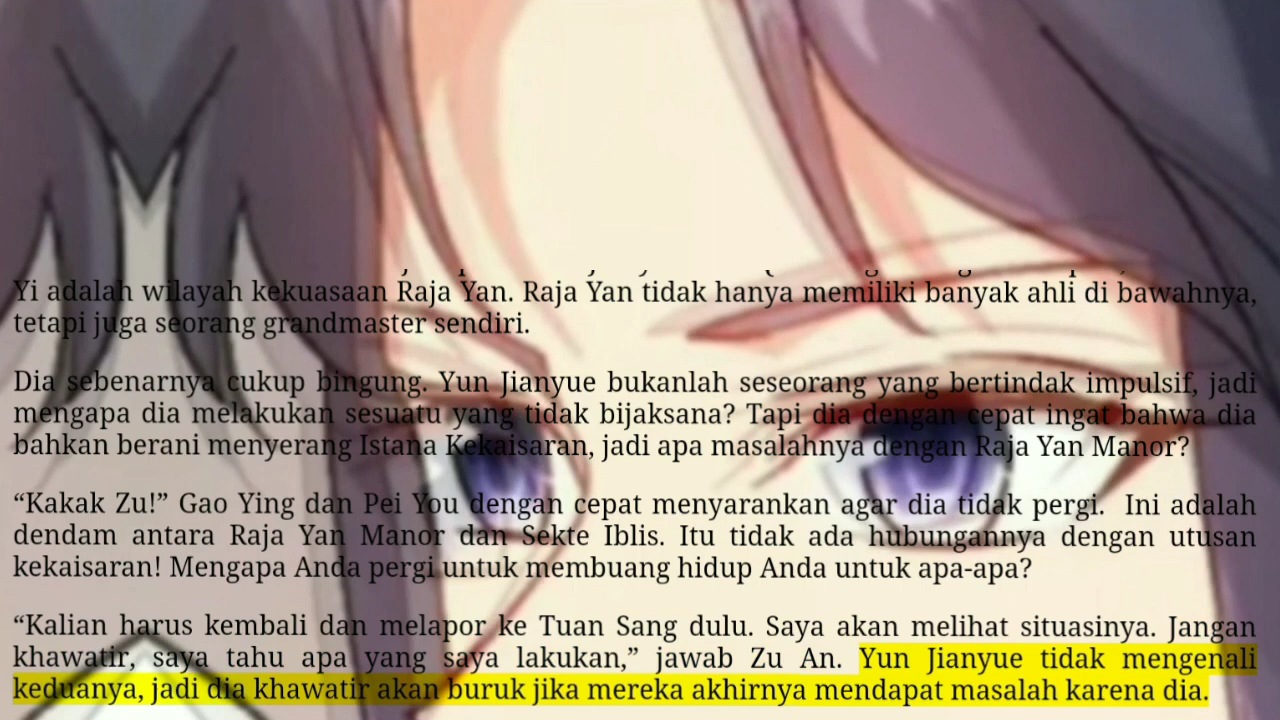 Yi adalah wilayah kekuasaan Raja Yan. Raja Yan tidak hanya memiliki banyak ahli di bawahnya,
tetapi juga seorang grandmaster sendiri.
Dia sebenarnya cukup bingung. Yun Jianyue bukanlah seseorang yang bertindak impulsif, jadi
mengapa dia melakukan sesuatu yang tidak bijaksana? Tapi dia dengan cepat ingat bahwa dia
bahkan berani menyerang Istana Kekaisaran, jadi apa masalahnya dengan Raja Yan Manor?
“Kakak Zu!” Gao Ying dan Pei You dengan cepat menyarankan agar dia tidak pergi.  Ini adalah
dendam antara Raja Yan Manor dan Sekte Iblis. Itu tidak ada hubungannya dengan utusan
kekaisaran! Mengapa Anda pergi untuk membuang hidup Anda untuk apa-apa?
“Kalian harus kembali dan melapor ke Tuan Sang dulu. Saya akan melihat situasinya. Jangan
khawatir, saya tahu apa yang saya lakukan,” jawab Zu An. Yun Jianyue tidak mengenali
keduanya, jadi dia khawatir akan buruk jika mereka akhirnya mendapat masalah karena dia.